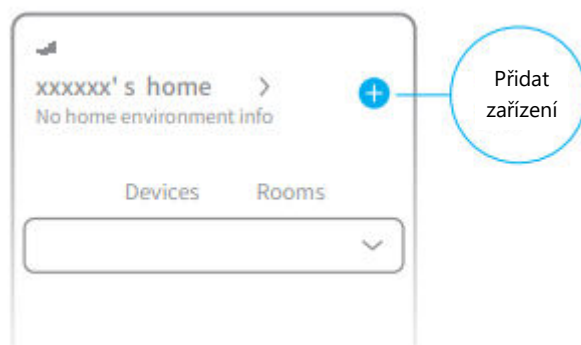 xxxxxx' s home >
No home environment info
Přidat
zařízení
Devices Rooms